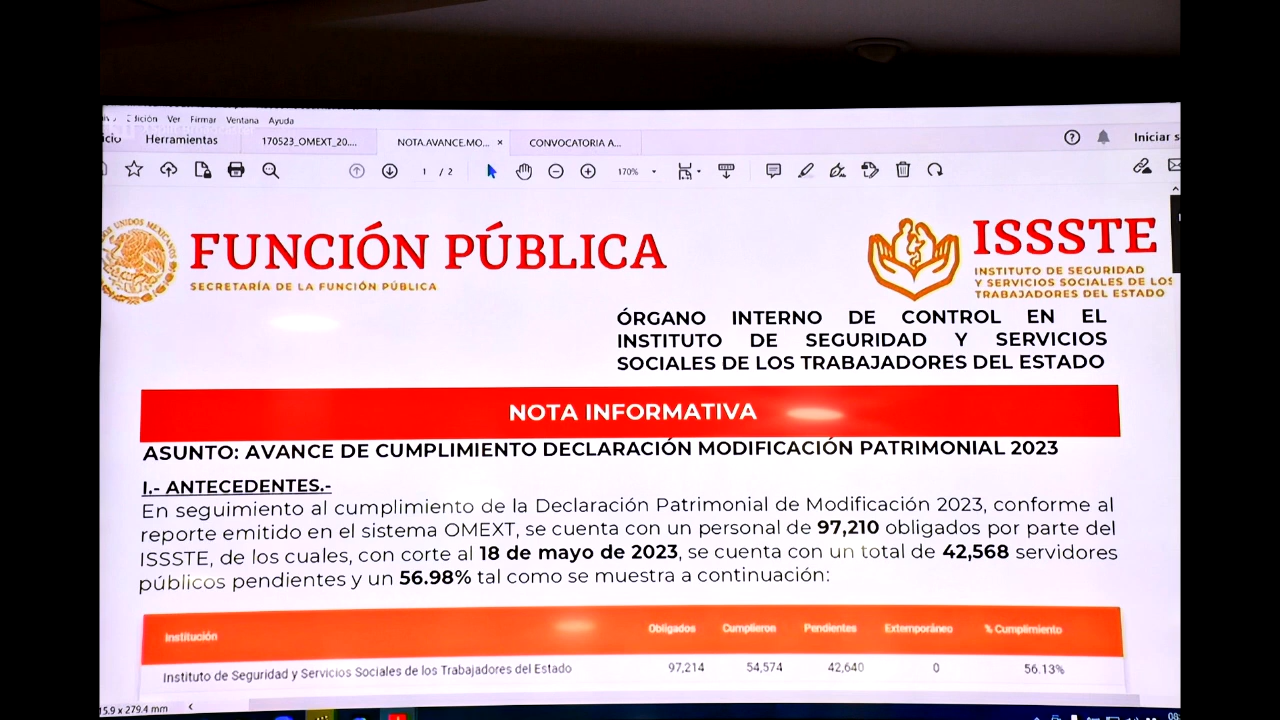 Edición Ver Firmar Ventana Ayuda
Herramientas 170523_OMEXT_20.... NOTA.AVANCE.MO... × CONVOCATORIA A... Iniciar s
1 / 2 170%
FUNCIÓN PÚBLICA
SECRETARÍA DE LA FUNCIÓN PÚBLICA
ISSSTE
INSTITUTO DE SEGURIDAD
Y SERVICIOS SOCIALES DE LOS
TRABAJADORES DEL ESTADO
ÓRGANO INTERNO DE CONTROL EN EL
INSTITUTO DE SEGURIDAD Y SERVICIOS
SOCIALES DE LOS TRABAJADORES DEL ESTADO
NOTA INFORMATIVA
ASUNTO: AVANCE DE CUMPLIMIENTO DECLARACIÓN MODIFICACIÓN PATRIMONIAL 2023
I.- ANTECEDENTES.-
En seguimiento al cumplimiento de la Declaración Patrimonial de Modificación 2023, conforme al
reporte emitido en el sistema OMEXT, se cuenta con un personal de 97,210 obligados por parte del
ISSSTE, de los cuales, con corte al 18 de mayo de 2023, se cuenta con un total de 42,568 servidores
públicos pendientes y un 56.98% tal como se muestra a continuación:
Institución Obligados Cumplieron Pendientes Extemporáneo % Cumplimiento
Instituto de Seguridad y Servicios Sociales de los Trabajadores del Estado 97,214 54,574 42,640 0 56.13%
15.9 x 279.4 mm